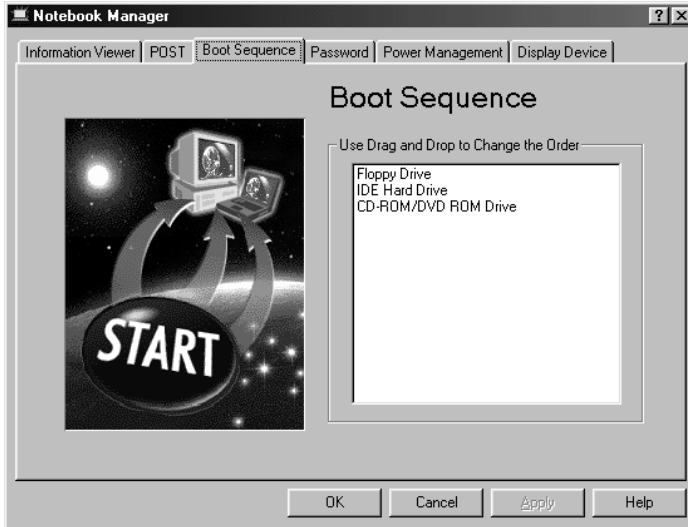 Notebook Manager
Information Viewer POST Boot Sequence Password Power Management Display Device
Boot Sequence
Use Drag and Drop to Change the Order
Floppy Drive
IDE Hard Drive
CD-ROM/DVD ROM Drive
START
OK Cancel Apply Help